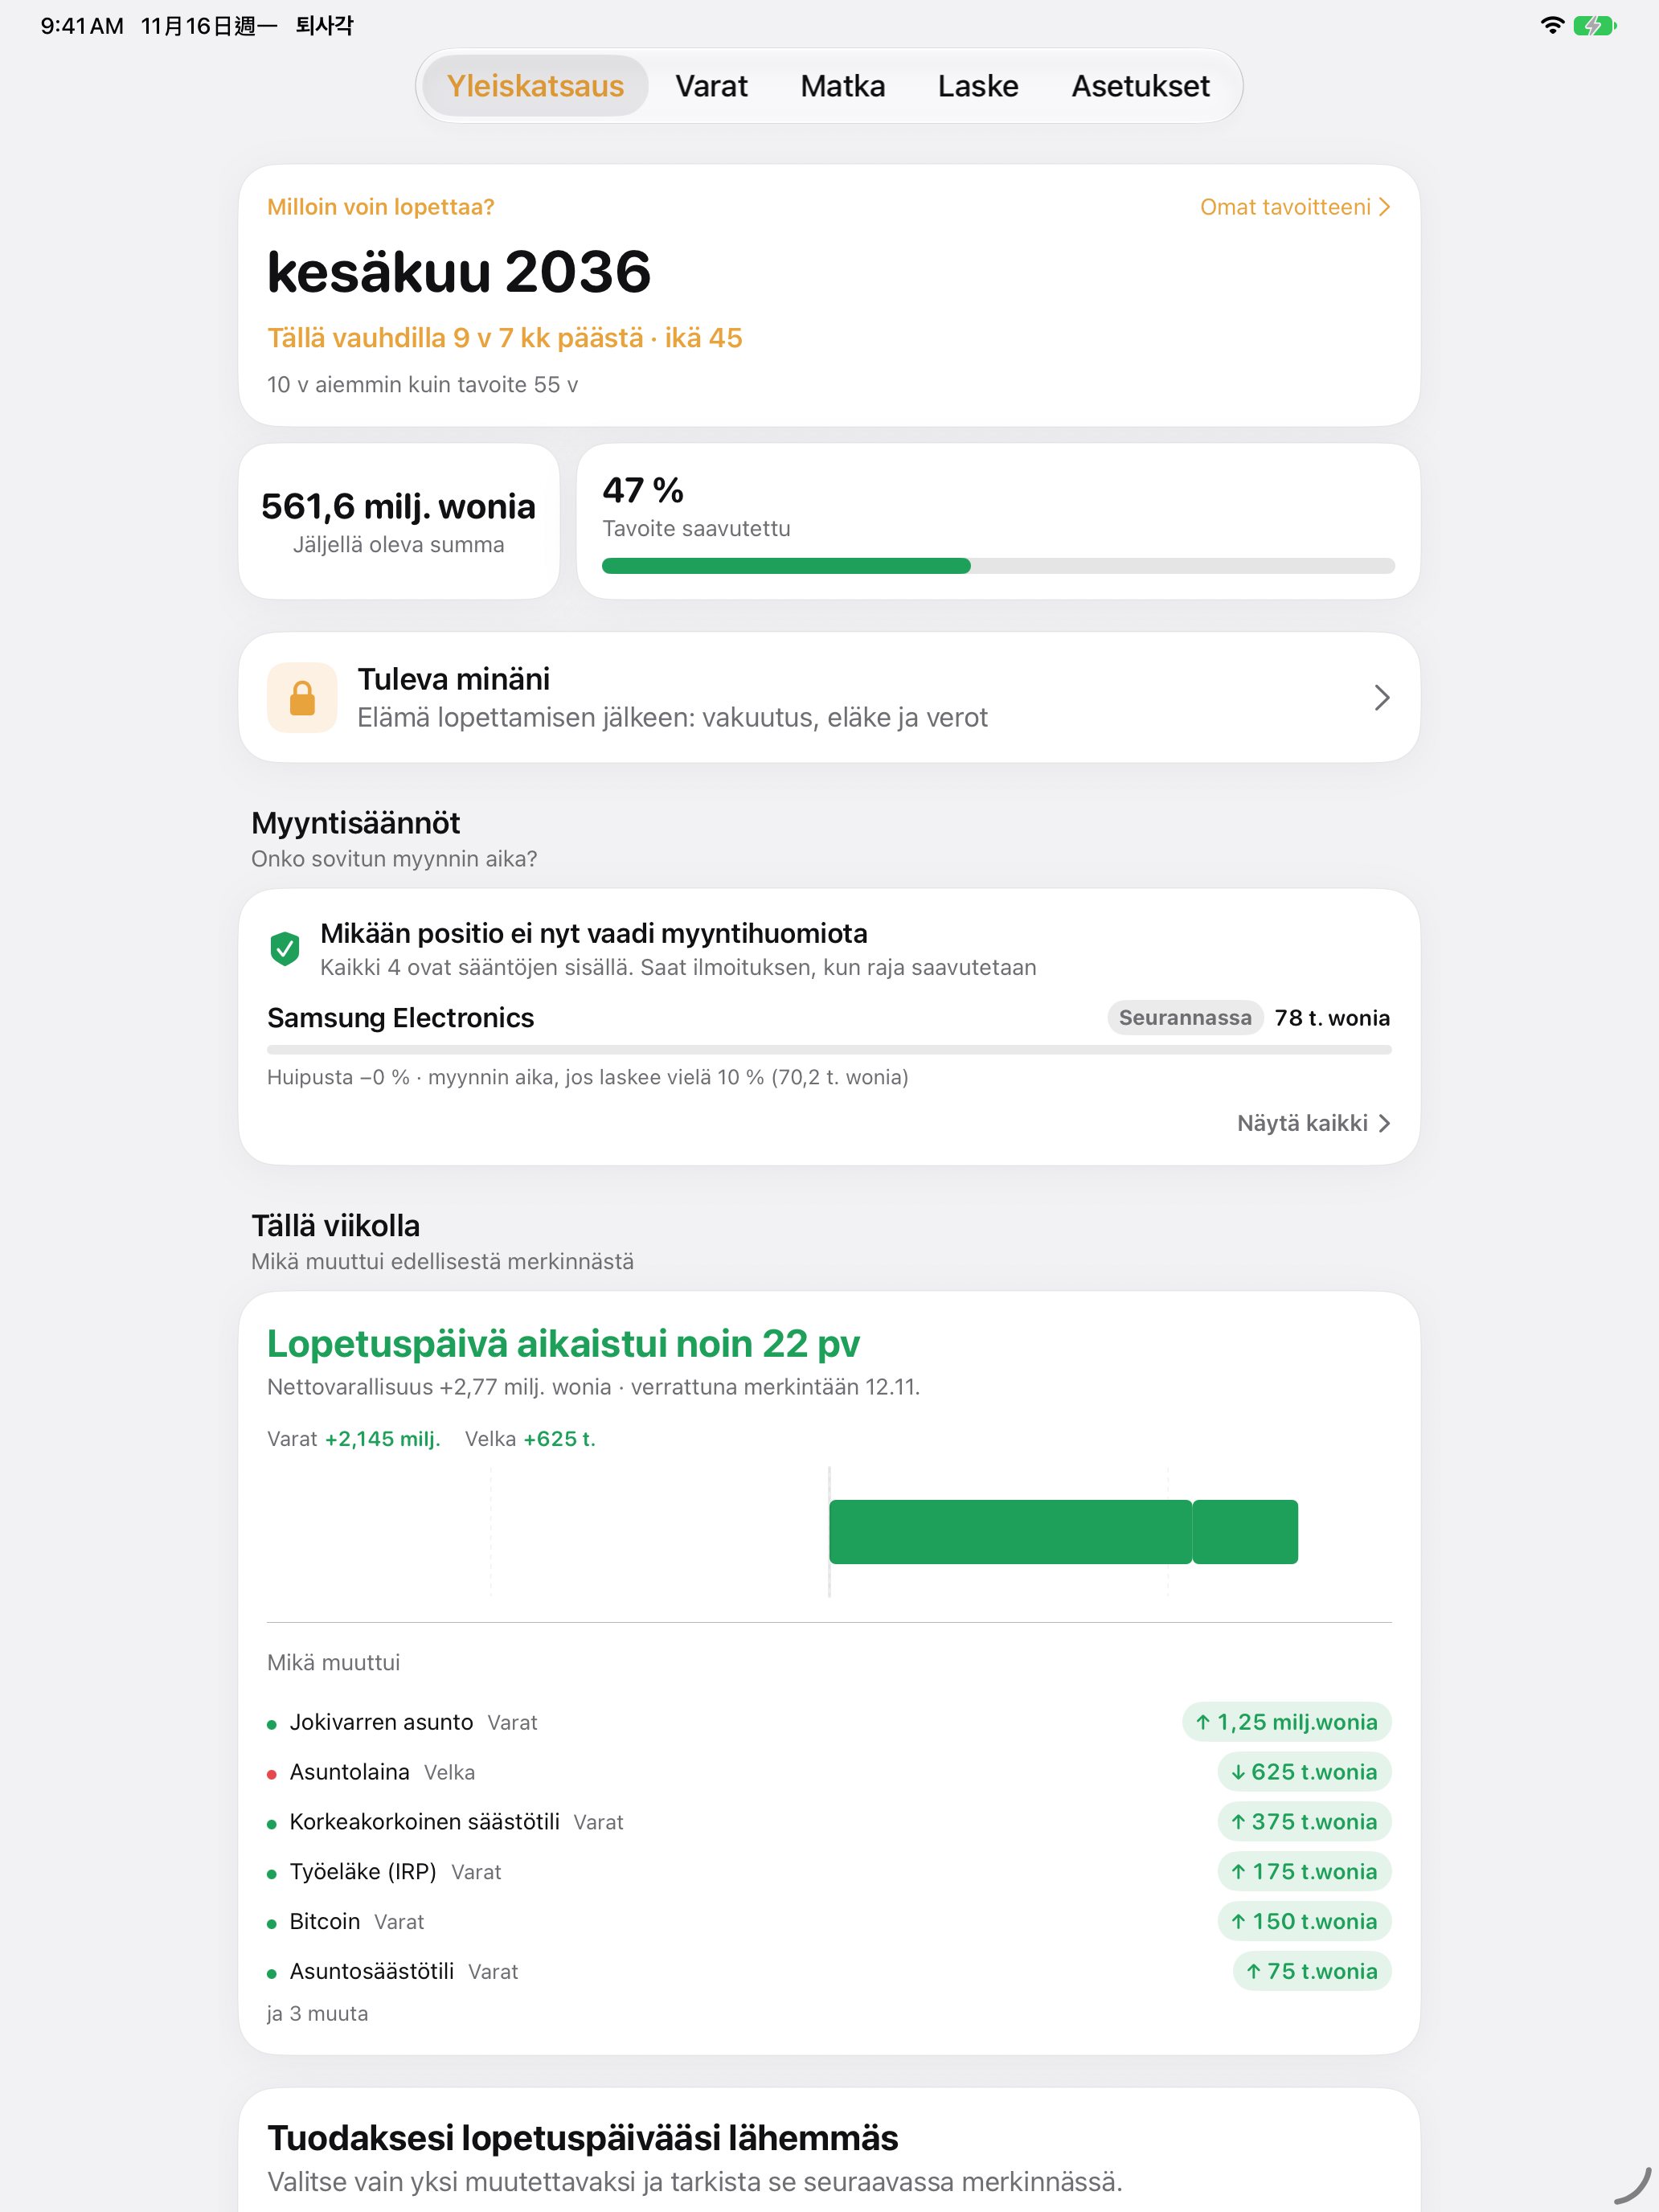 9:41 AM 11月16日週一 퇴사각
Yleiskatsaus Varat Matka Laske Asetukset
Milloin voin lopettaa? Omat tavoitteeni
kesäkuu 2036
Tällä vauhdilla 9 v 7 kk päästä · ikä 45
10 v aiemmin kuin tavoite 55 v
561,6 milj. wonia
Jäljellä oleva summa
47 %
Tavoite saavutettu
Tuleva minäni
Elämä lopettamisen jälkeen: vakuutus, eläke ja verot
Myyntisäännöt
Onko sovitun myynnin aika?
Mikään positio ei nyt vaadi myyntihuomiota
Kaikki 4 ovat sääntöjen sisällä. Saat ilmoituksen, kun raja saavutetaan
Samsung Electronics Seurannassa 78 t. wonia
Huipusta −0 % · myynnin aika, jos laskee vielä 10 % (70,2 t. wonia)
Näytä kaikki
Tällä viikolla
Mikä muuttui edellisestä merkinnästä
Lopetuspäivä aikaistui noin 22 pv
Nettovarallisuus +2,77 milj. wonia · verrattuna merkintään 12.11.
Varat +2,145 milj. Velka +625 t.
Mikä muuttui
Jokivarren asunto Varat ↑ 1,25 milj.wonia
Asuntolaina Velka ↓ 625 t.wonia
Korkeakorkoinen säästötili Varat ↑ 375 t.wonia
Työeläke (IRP) Varat ↑ 175 t.wonia
Bitcoin Varat ↑ 150 t.wonia
Asuntosäästötili Varat ↑ 75 t.wonia
ja 3 muuta
Tuodaksesi lopetuspäivääsi lähemmäs
Valitse vain yksi muutettavaksi ja tarkista se seuraavassa merkinnässä.